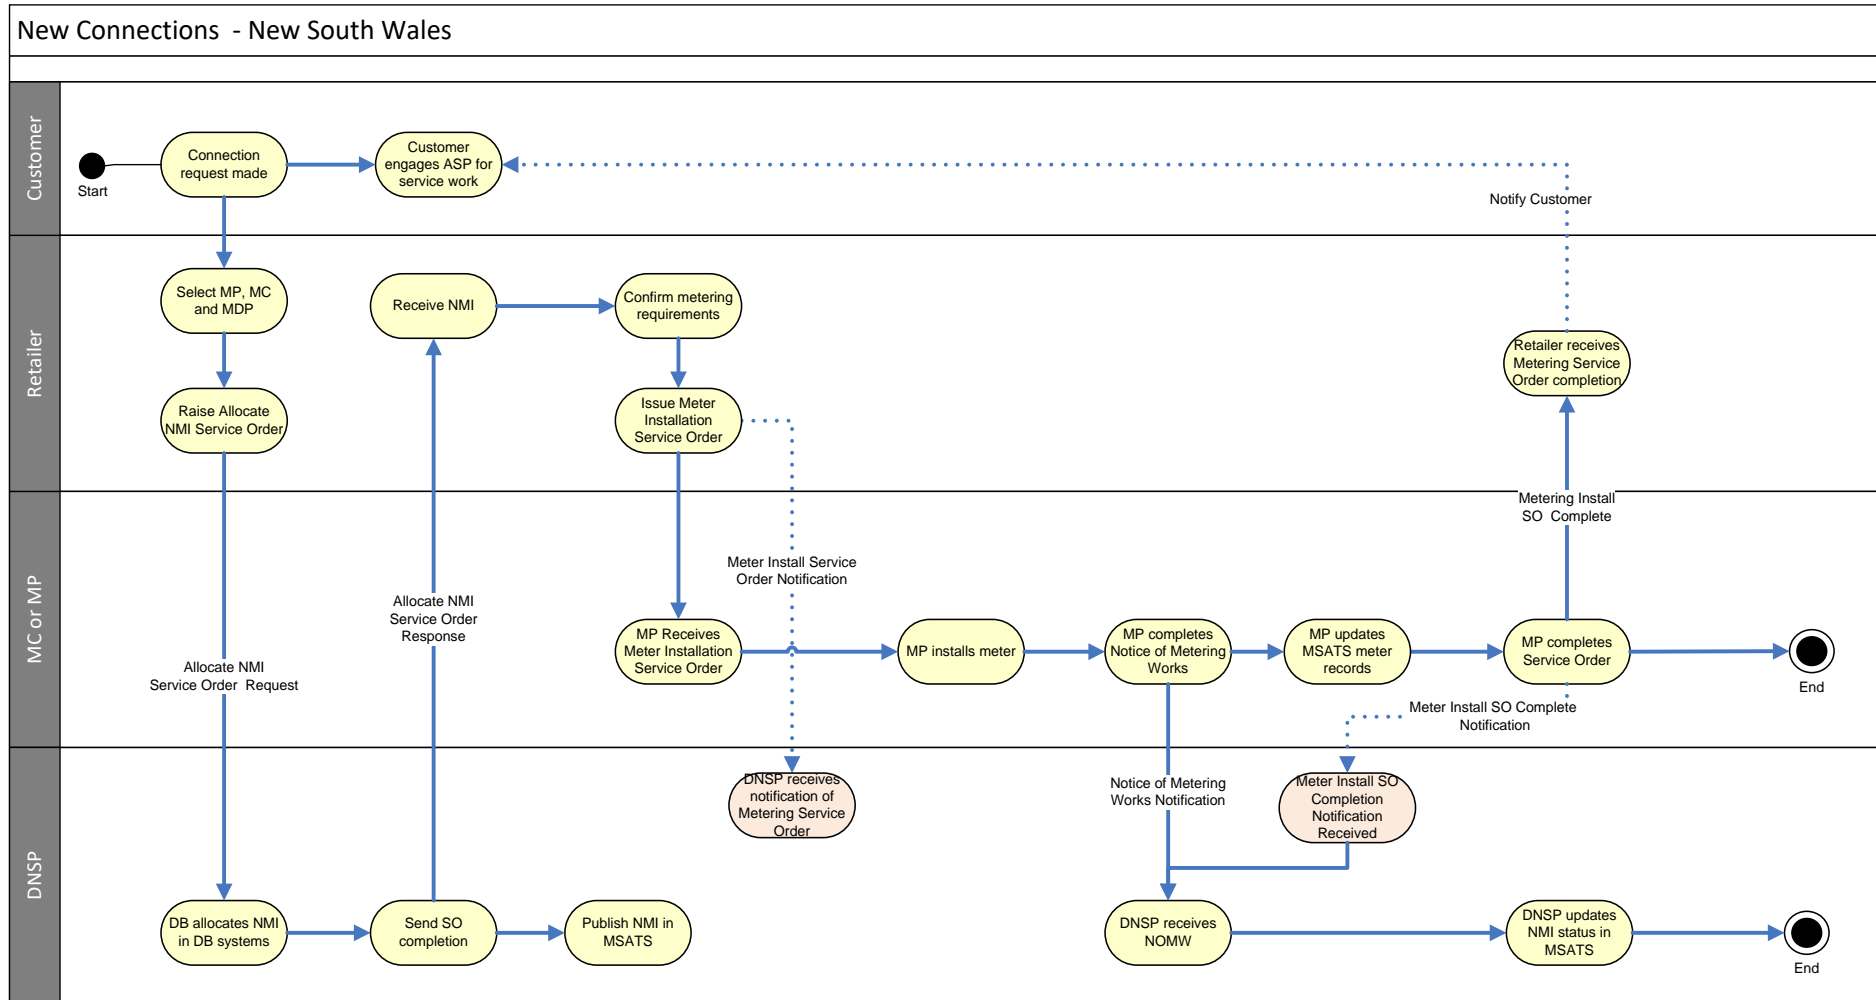 New Connections  - New South Wales
Customer
Start
Connection
request made
Customer
engages ASP for
service work
Notify Customer
Retailer
Select MP, MC
and MDP
Receive NMI
Confirm metering
requirements
Retailer receives
Metering Service
Order completion
Raise Allocate
NMI Service Order
Issue Meter
Installation
Service Order
MC or MP
Metering Install
SO  Complete
Meter Install Service
Order Notification
Allocate NMI
Service Order
Response
Allocate NMI
Service Order  Request
MP Receives
Meter Installation
Service Order
MP installs meter
MP completes
Notice of Metering
Works
MP updates
MSATS meter
records
MP completes
Service Order
End
Meter Install SO Complete
Notification
DNSP
DNSP receives
notification of
Metering Service
Order
Notice of Metering
Works Notification
Meter Install SO
Completion
Notification
Received
DB allocates NMI
in DB systems
Send SO
completion
Publish NMI in
MSATS
DNSP receives
NOMW
DNSP updates
NMI status in
MSATS
End